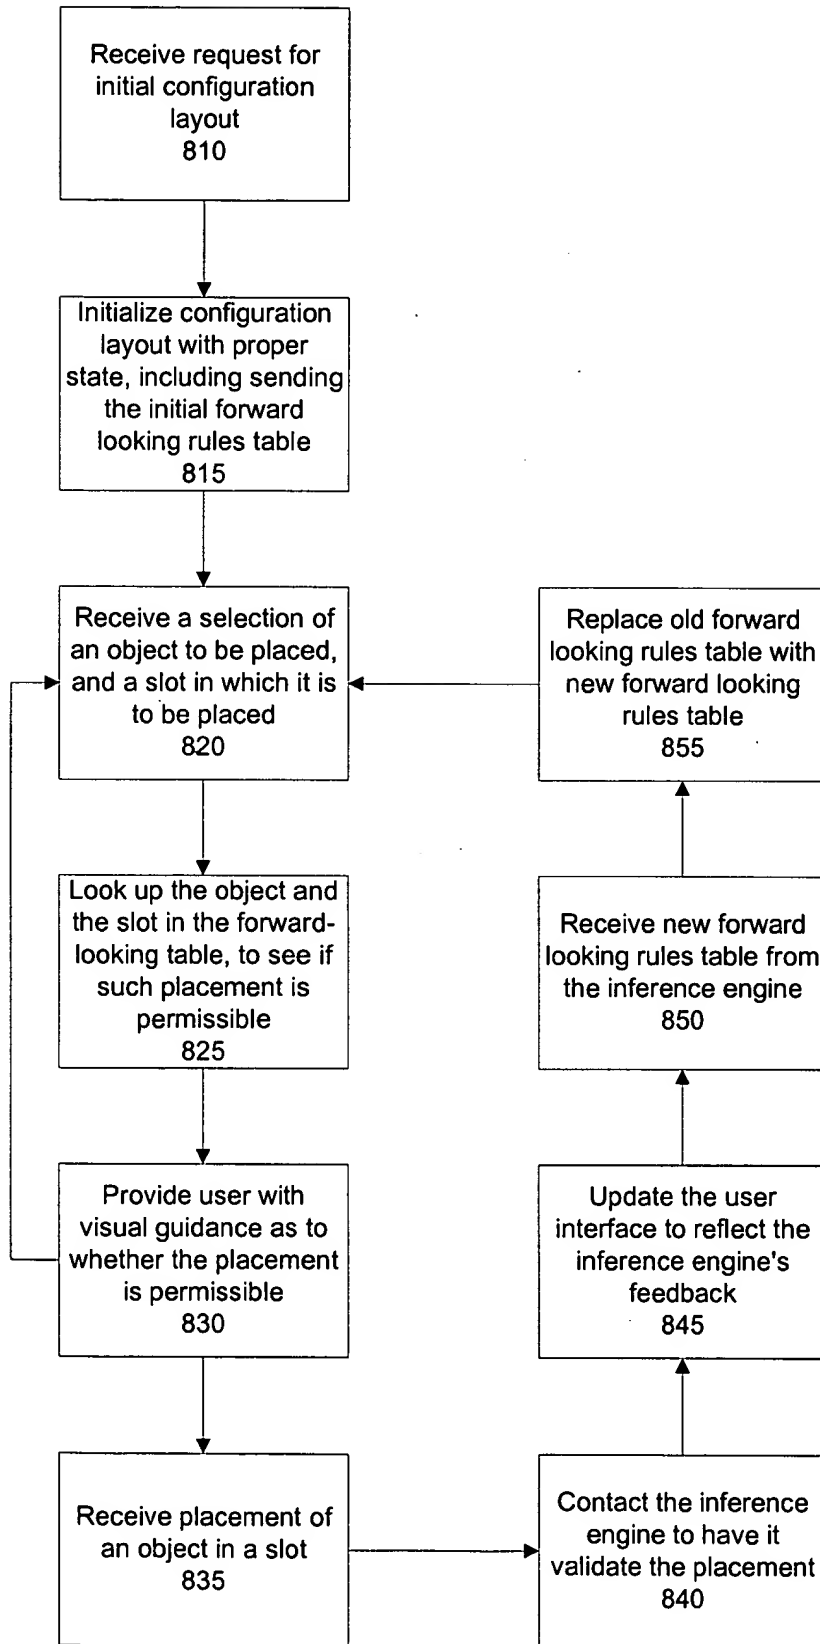 Receive request for
initial configuration
layout
810
Initialize configuration
layout with proper
state, including sending
the initial forward
looking rules table
815
Receive a selection of
an object to be placed,
and a slot in which it is
to be placed
820
Look up the object and
the slot in the forward-
looking table, to see if
such placement is
permissible
825
Provide user with
visual guidance as to
whether the placement
is permissible
830
Receive placement of
an object in a slot
835
Contact the inference
engine to have it
validate the placement
840
Update the user
interface to reflect the
inference engine's
feedback
845
Receive new forward
looking rules table from
the inference engine
850
Replace old forward
looking rules table with
new forward looking
rules table
855